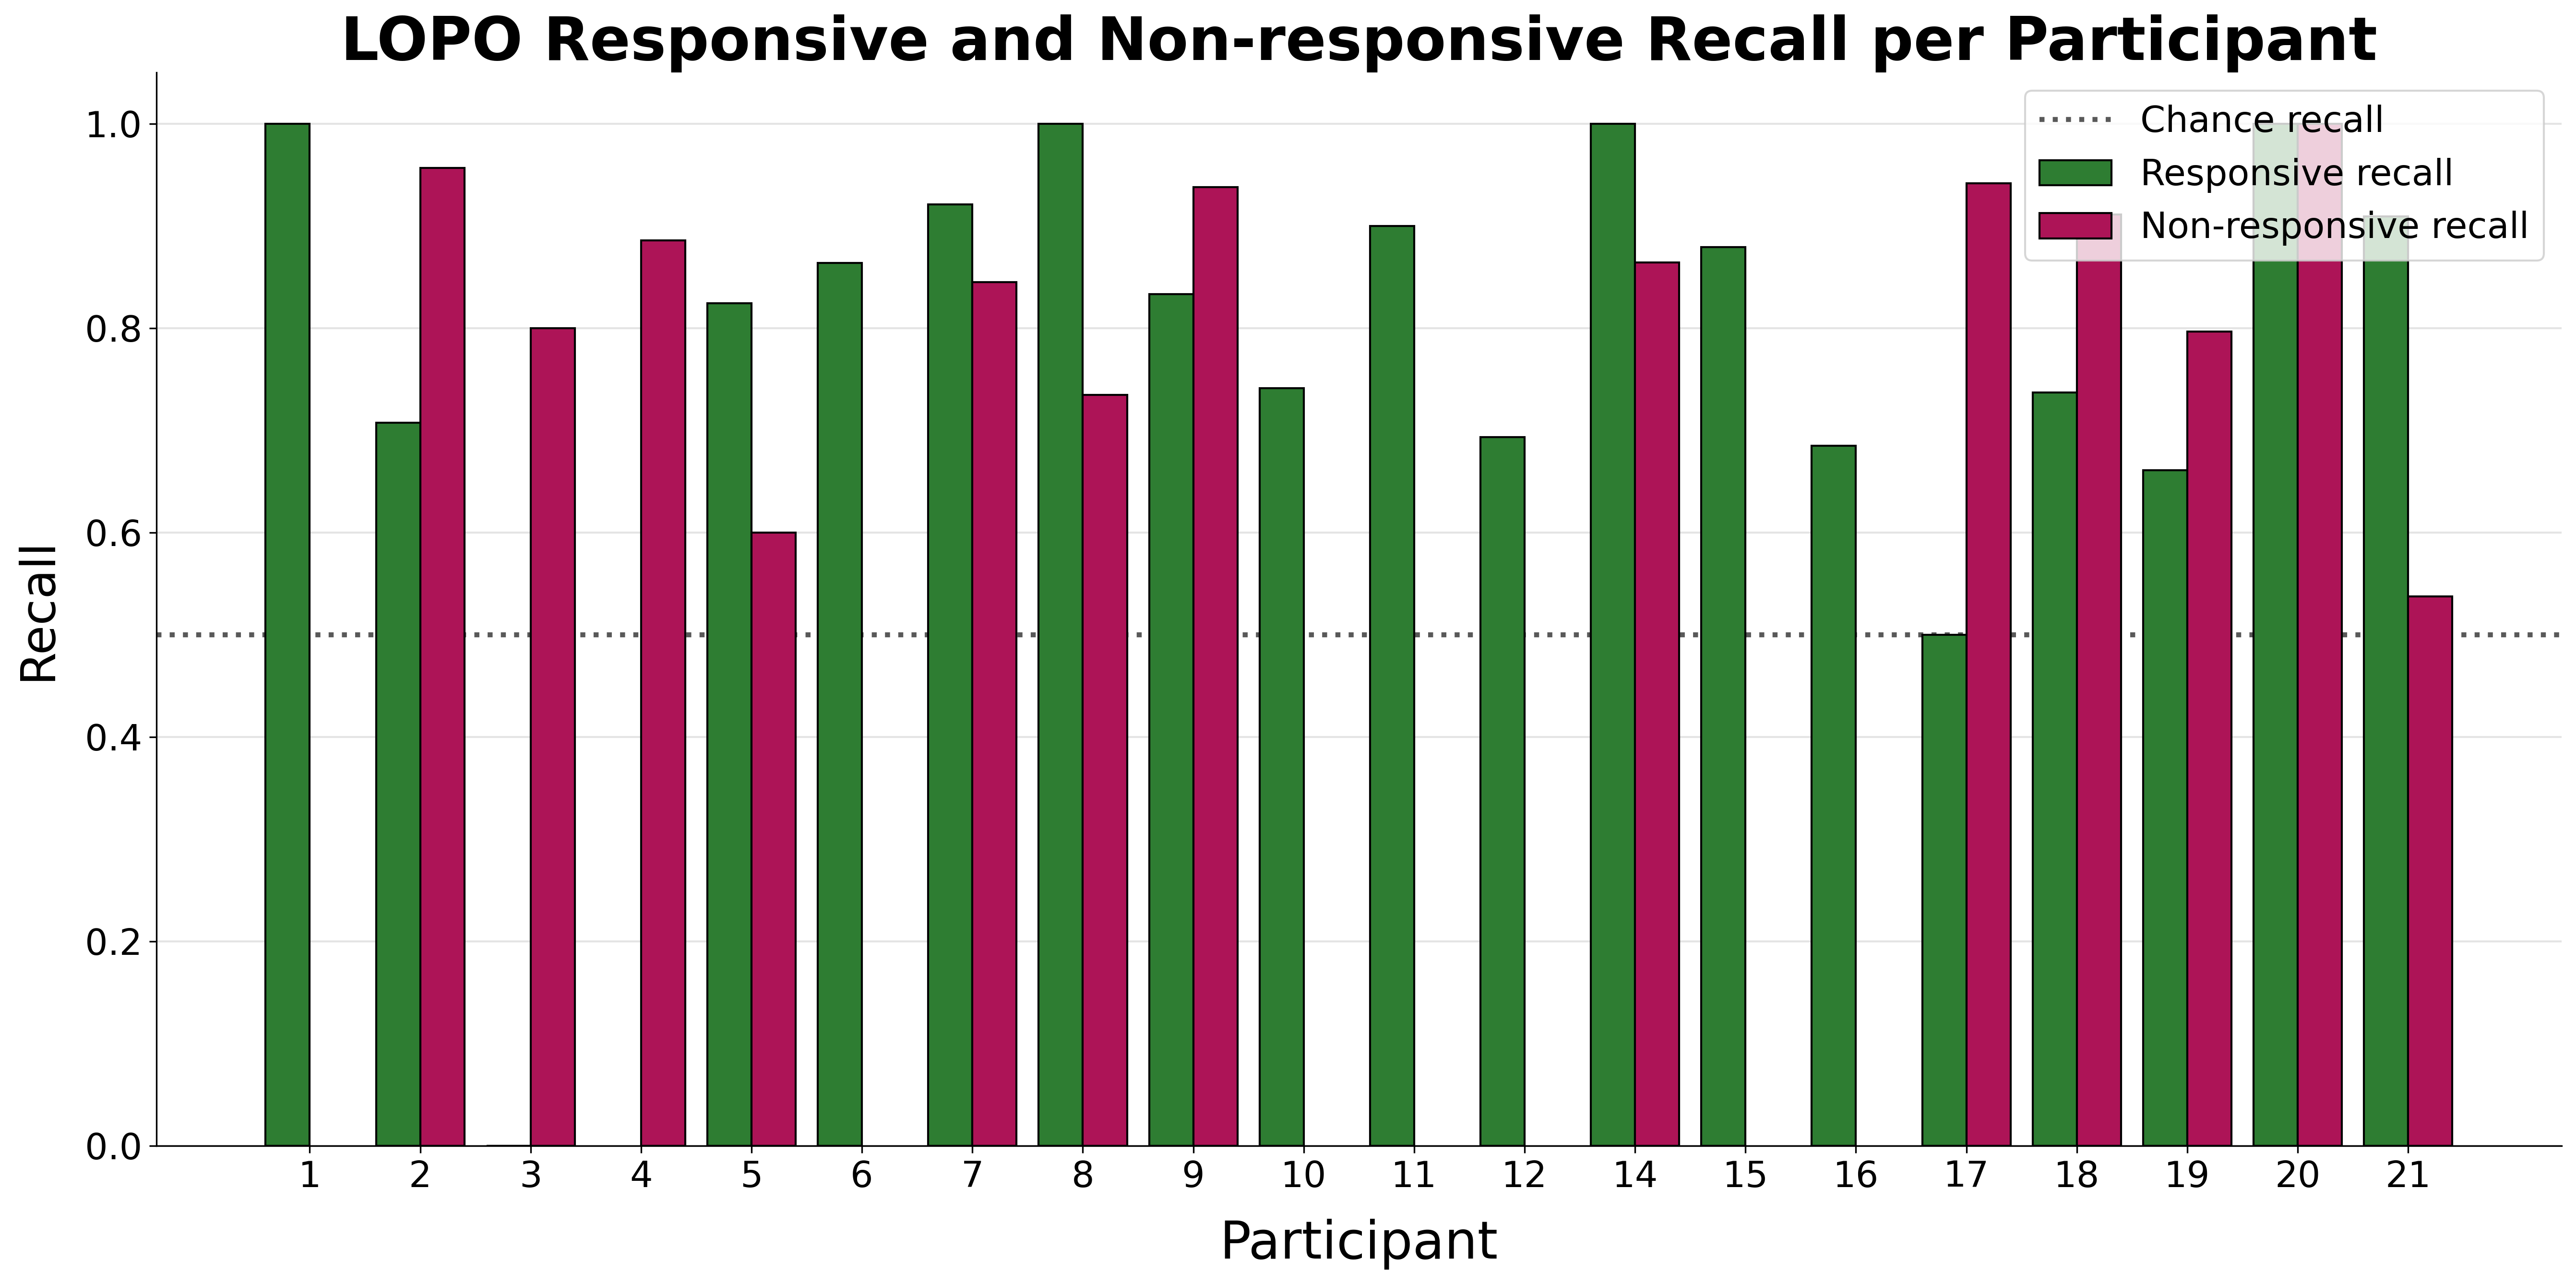 LOPO Responsive and Non-responsive Recall per Participant
Chance recall
Responsive recall
Non-responsive recall
1.0
0.8
0.6
0.4
0.2
0.0
Recall
1 2 3 4 5 6 7 8 9 10 11 12 14 15 16 17 18 19 20 21
Participant